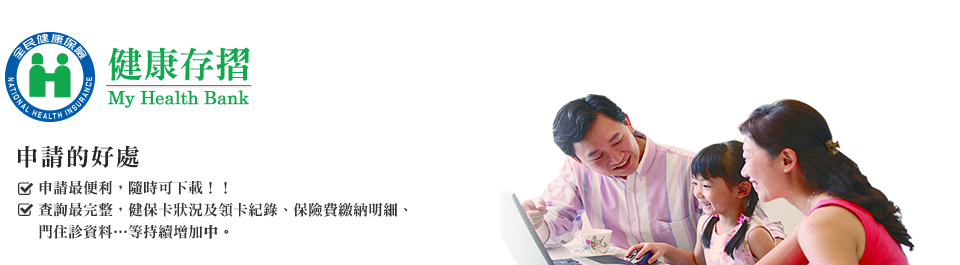 全民健康保險
NATIONAL HEALTH INSURANCE
健康存摺
My Health Bank
申請的好處
申請最便利，隨時可下載！！
查詢最完整，健保卡狀況及領卡紀錄、保險費繳納明細、
門住診資料…等持續增加中。